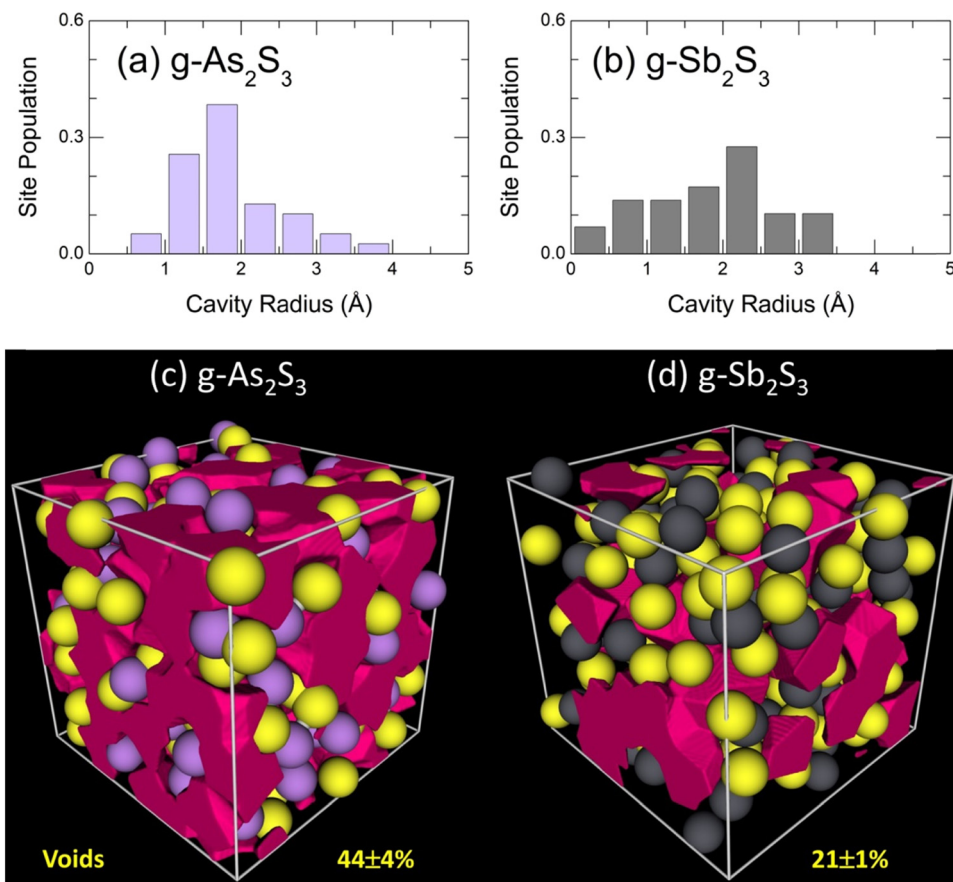 (a) g-As₂S₃
Site Population
0.6
0.3
0.0
0 1 2 3 4 5
Cavity Radius (Å)
(b) g-Sb₂S₃
Site Population
0.6
0.3
0.0
0 1 2 3 4 5
Cavity Radius (Å)
(c) g-As₂S₃
(d) g-Sb₂S₃
Voids 44±4%
21±1%